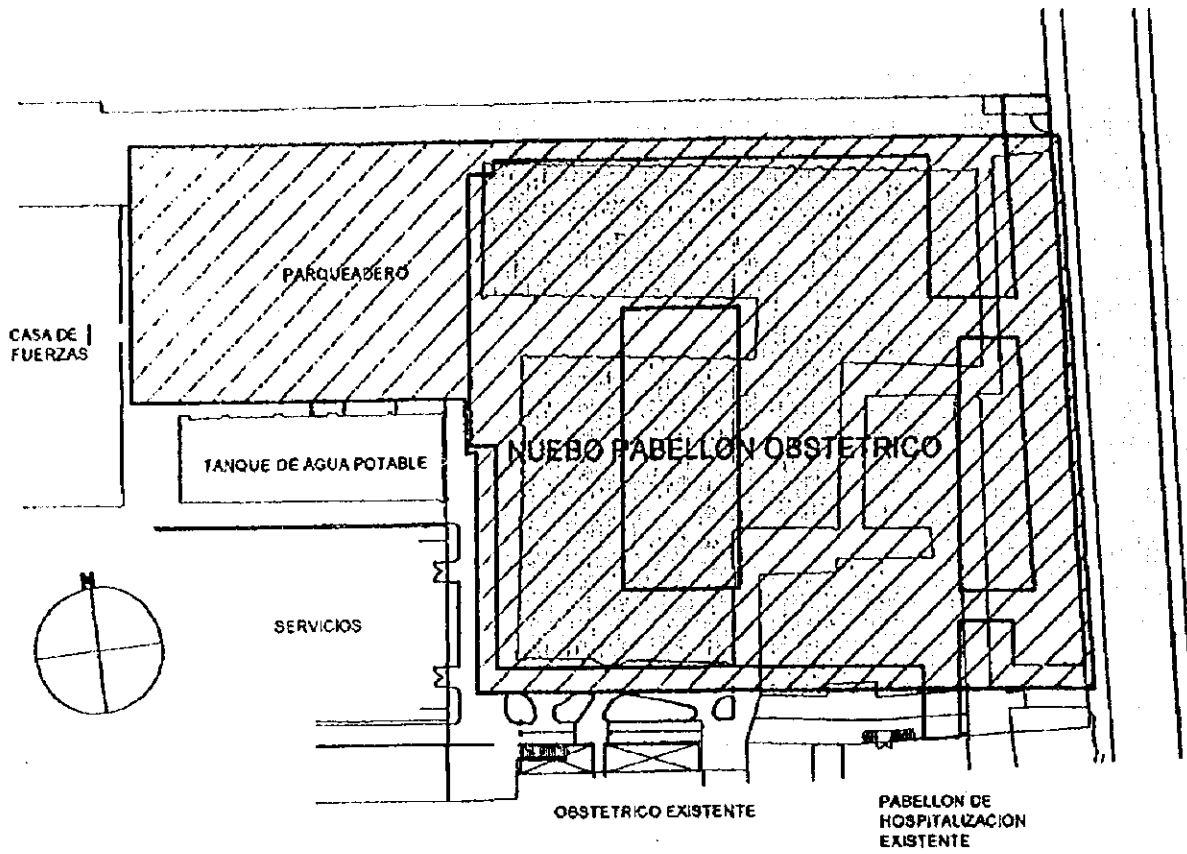 PARQUEADERO
CASA DE
FUERZAS
NUEBO PABELLON OBSTETRICO
TANQUE DE AGUA POTABLE
N
SERVICIOS
OBSTETRICO EXISTENTE
PABELLON DE
HOSPITALIZACION
EXISTENTE